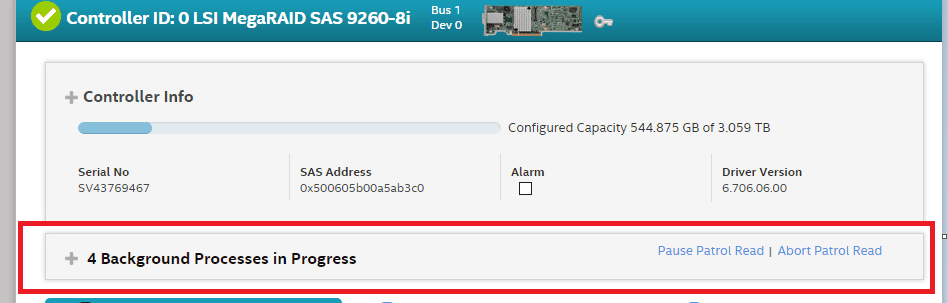 Controller ID: 0 LSI MegaRAID SAS 9260-8i
Bus 1
Dev 0
Controller Info
Configured Capacity 544.875 GB of 3.059 TB
Serial No
SV43769467
SAS Address
0x500605b00a5ab3c0
Alarm
Driver Version
6.706.06.00
4 Background Processes in Progress
Pause Patrol Read | Abort Patrol Read